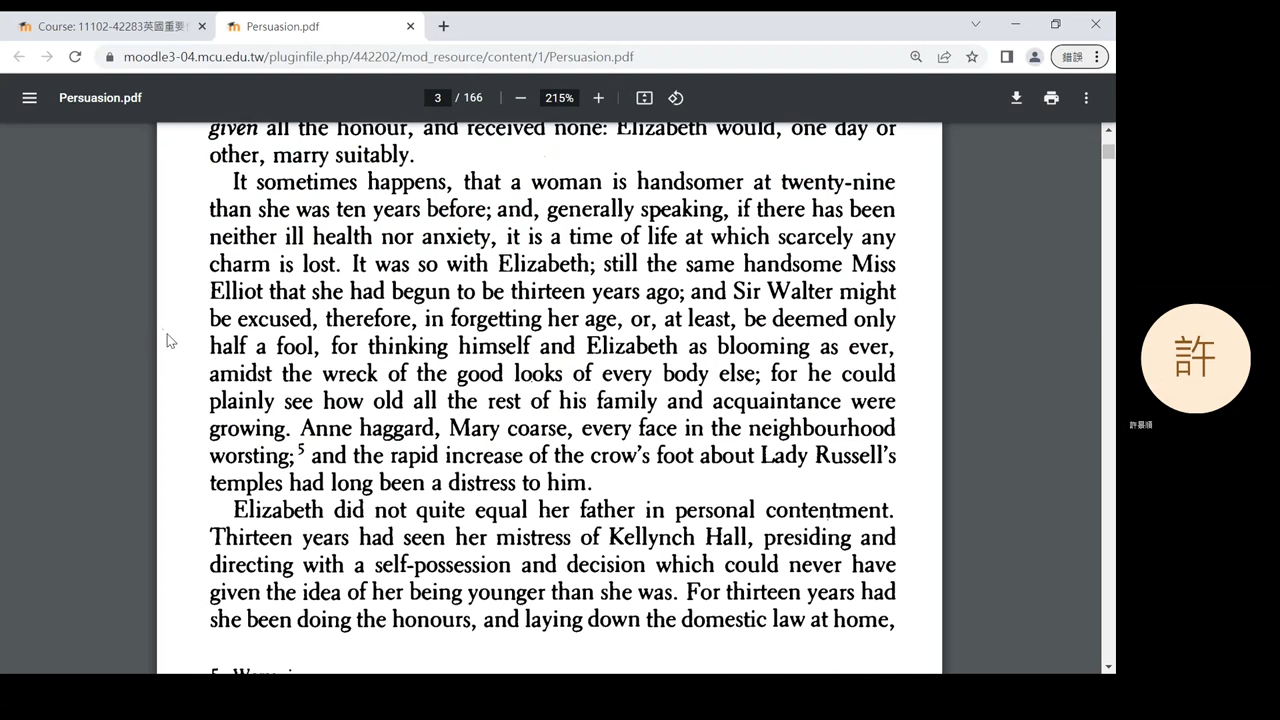 Course: 11102-42283英國重要
Persuasion.pdf
moodle3-04.mcu.edu.tw/pluginfile.php/442202/mod_resource/content/1/Persuasion.pdf
錯誤
Persuasion.pdf
3 / 166
215%
given all the honour, and received none: Elizabeth would, one day or
other, marry suitably.
It sometimes happens, that a woman is handsomer at twenty-nine
than she was ten years before; and, generally speaking, if there has been
neither ill health nor anxiety, it is a time of life at which scarcely any
charm is lost. It was so with Elizabeth; still the same handsome Miss
Elliot that she had begun to be thirteen years ago; and Sir Walter might
be excused, therefore, in forgetting her age, or, at least, be deemed only
half a fool, for thinking himself and Elizabeth as blooming as ever,
amidst the wreck of the good looks of every body else; for he could
plainly see how old all the rest of his family and acquaintance were
growing. Anne haggard, Mary coarse, every face in the neighbourhood
worsting;5 and the rapid increase of the crow's foot about Lady Russell's
temples had long been a distress to him.
Elizabeth did not quite equal her father in personal contentment.
Thirteen years had seen her mistress of Kellynch Hall, presiding and
directing with a self-possession and decision which could never have
given the idea of her being younger than she was. For thirteen years had
she been doing the honours, and laying down the domestic law at home,
許
許景順